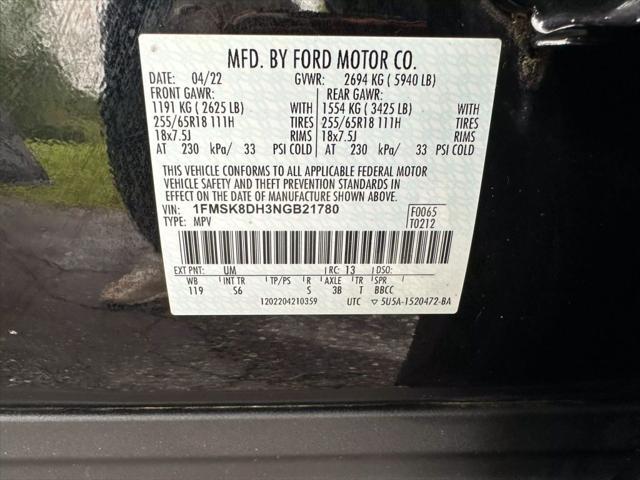 MFD. BY FORD MOTOR CO.
DATE: 04/22 GVWR: 2694 KG ( 5940 LB)
FRONT GAWR: REAR GAWR:
1191 KG ( 2625 LB) WITH 1554 KG ( 3425 LB) WITH
255/65R18 111H TIRES 255/65R18 111H TIRES
18x7.5J RIMS 18x7.5J RIMS
AT 230 kPa/ 33 PSI COLD AT 230 kPa/ 33 PSI COLD
THIS VEHICLE CONFORMS TO ALL APPLICABLE FEDERAL MOTOR
VEHICLE SAFETY AND THEFT PREVENTION STANDARDS IN
EFFECT ON THE DATE OF MANUFACTURE SHOWN ABOVE.
VIN: 1FMSK8DH3NGB21780 F0065
TYPE: MPV T0212
EXT PNT: UM RC: 13 DSO:
WB INT TR TP/PS R AXLE TR SPR
119 S6 S 3B T BBCC
1202204210359 UTC ▽ 5U5A-1520472-BA